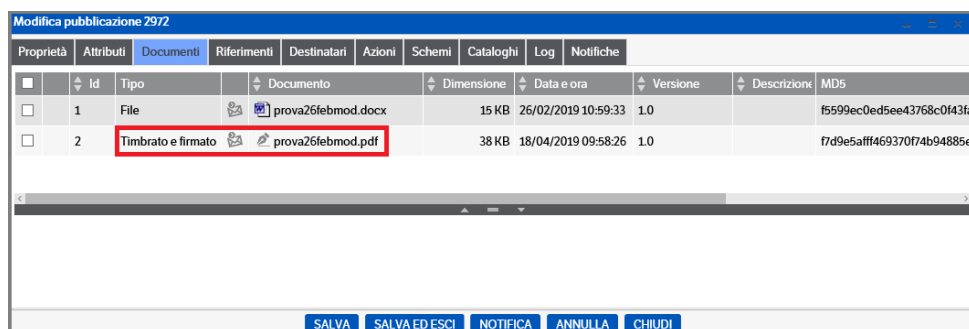 Modifica pubblicazione 2972
Proprietà Attributi Documenti Riferimenti Destinatari Azioni Schemi Cataloghi Log Notifiche
Id Tipo Documento Dimensione Data e ora Versione Descrizione MD5
1 File prova26febmod.docx 15 KB 26/02/2019 10:59:33 1.0 f5599ec0ed5ee43768c0f43f
2 Timbrato e firmato prova26febmod.pdf 38 KB 18/04/2019 09:58:26 1.0 f7d9e5afff469370f74b94885
SALVA SALVA ED ESCI NOTIFICA ANNULLA CHIUDI